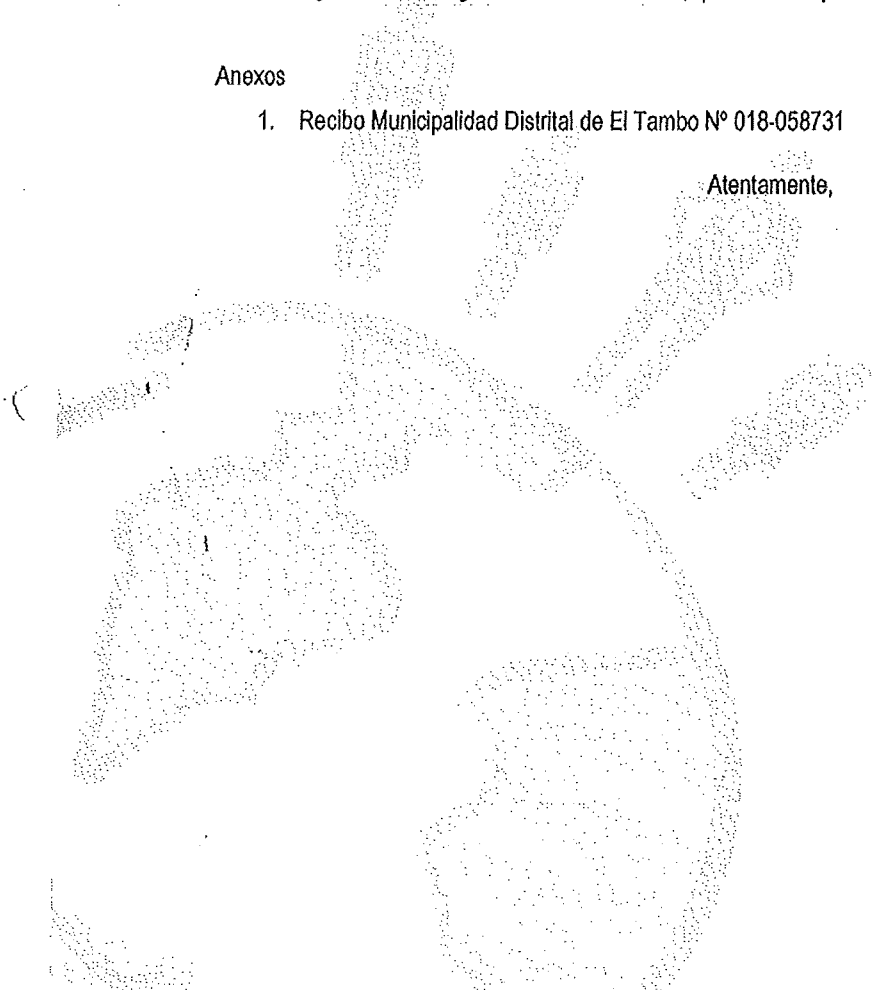 Anexos
1. Recibo Municipalidad Distrital de El Tambo Nº 018-058731
Atentamente,